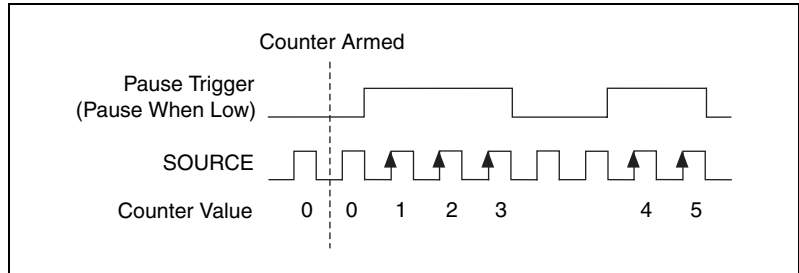 Counter Armed
Pause Trigger
(Pause When Low)
SOURCE
Counter Value 0 0 1 2 3 4 5